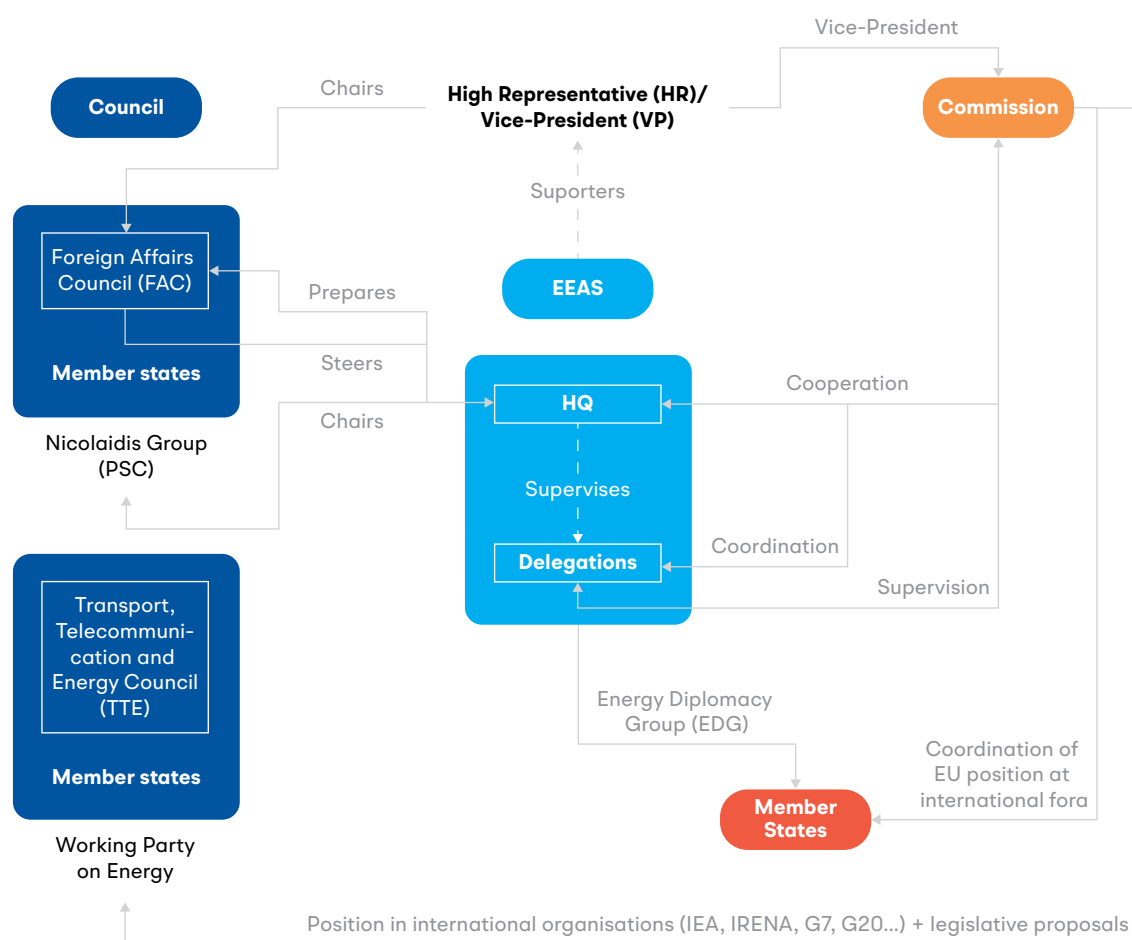 Vice-President
Council
Chairs
High Representative (HR)/
Vice-President (VP)
Commission
Suporters
Foreign Affairs
Council (FAC)
Member states
Nicolaidis Group
(PSC)
Prepares
Steers
Chairs
EEAS
HQ
Supervises
Delegations
Cooperation
Coordination
Supervision
Transport,
Telecommuni-
cation and
Energy Council
(TTE)
Member states
Working Party
on Energy
Energy Diplomacy
Group (EDG)
Member
States
Coordination of
EU position at
international fora
Position in international organisations (IEA, IRENA, G7, G20...) + legislative proposals